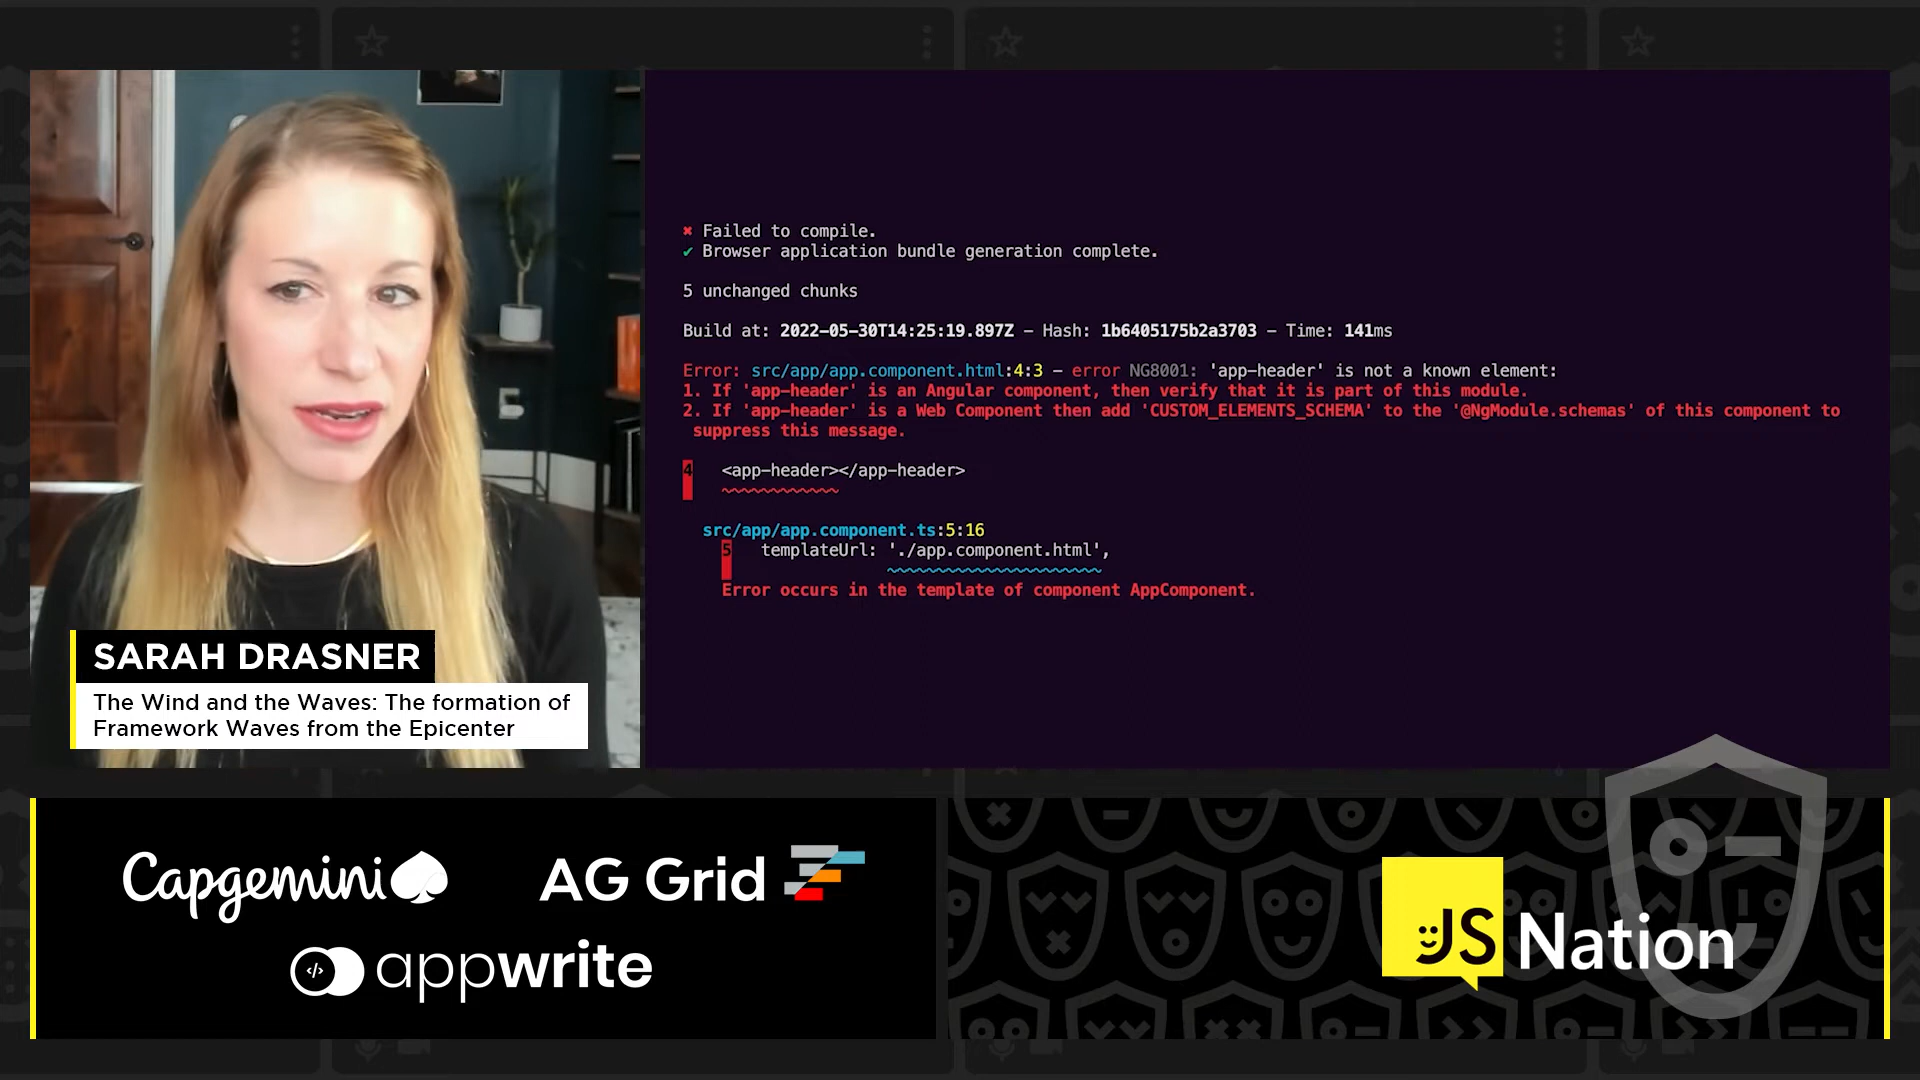 ✖ Failed to compile.
✔ Browser application bundle generation complete.
5 unchanged chunks
Build at: 2022-05-30T14:25:19.897Z - Hash: 1b6405175b2a3703 - Time: 141ms
Error: src/app/app.component.html:4:3 - error NG8001: 'app-header' is not a known element:
1. If 'app-header' is an Angular component, then verify that it is part of this module.
2. If 'app-header' is a Web Component then add 'CUSTOM_ELEMENTS_SCHEMA' to the '@NgModule.schemas' of this component to
suppress this message.
4 <app-header></app-header>
src/app/app.component.ts:5:16
5 templateUrl: './app.component.html',
Error occurs in the template of component AppComponent.
SARAH DRASNER
The Wind and the Waves: The formation of
Framework Waves from the Epicenter
Capgemini
AG Grid
</> appwrite
JS Nation